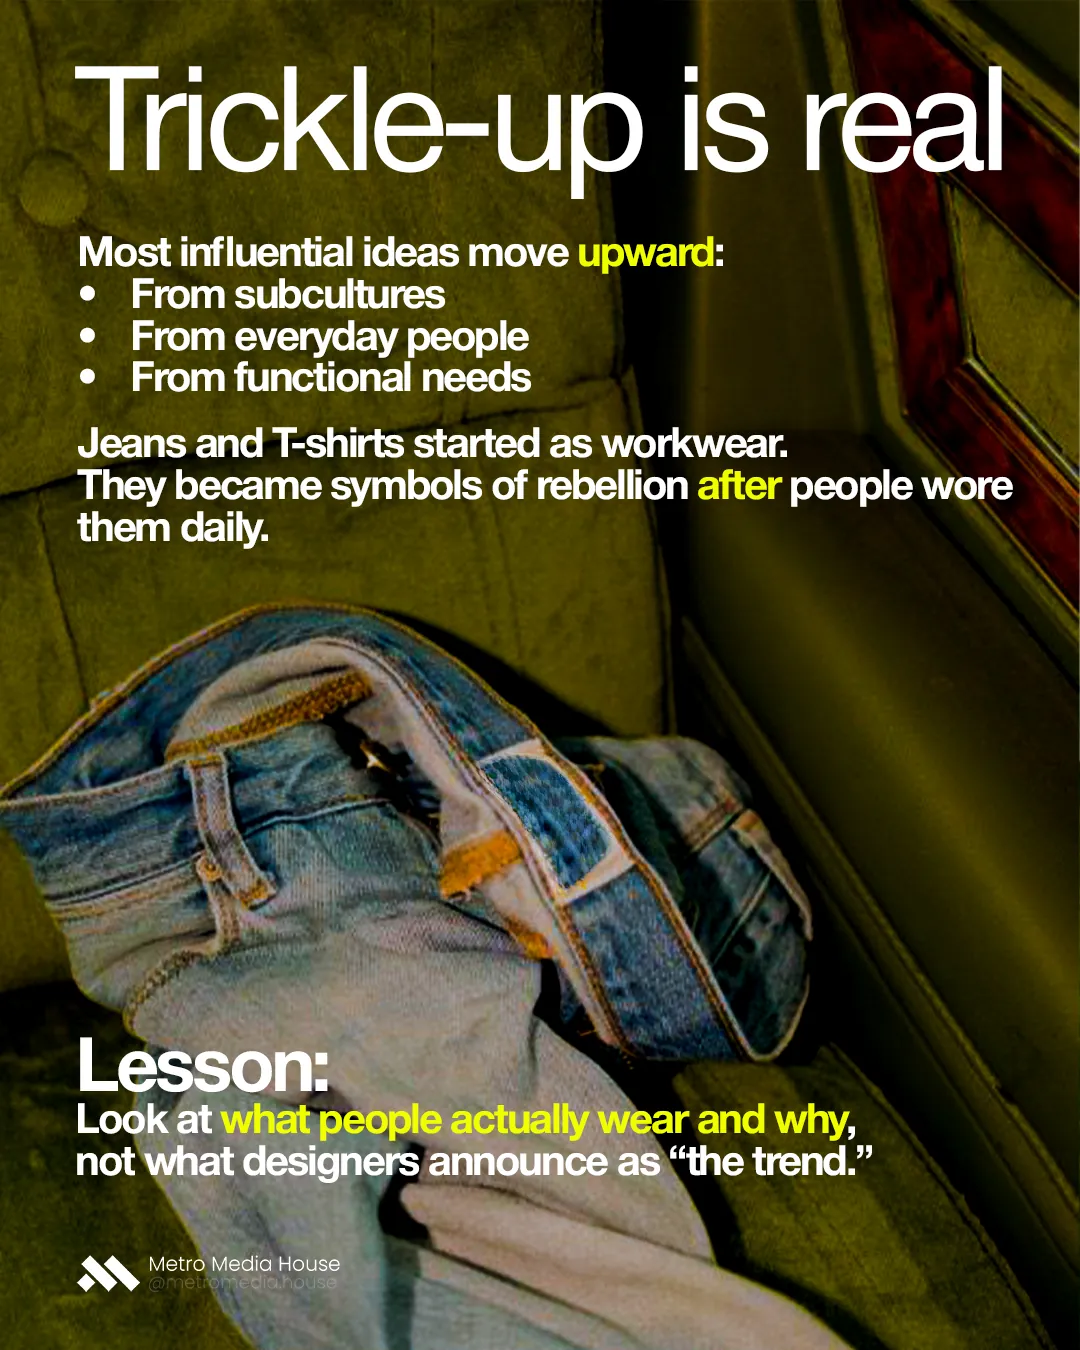 Trickle-up is real
Most influential ideas move upward:
• From subcultures
• From everyday people
• From functional needs
Jeans and T-shirts started as workwear.
They became symbols of rebellion after people wore
them daily.
Lesson:
Look at what people actually wear and why,
not what designers announce as “the trend.”
Metro Media House
@metromedia.house